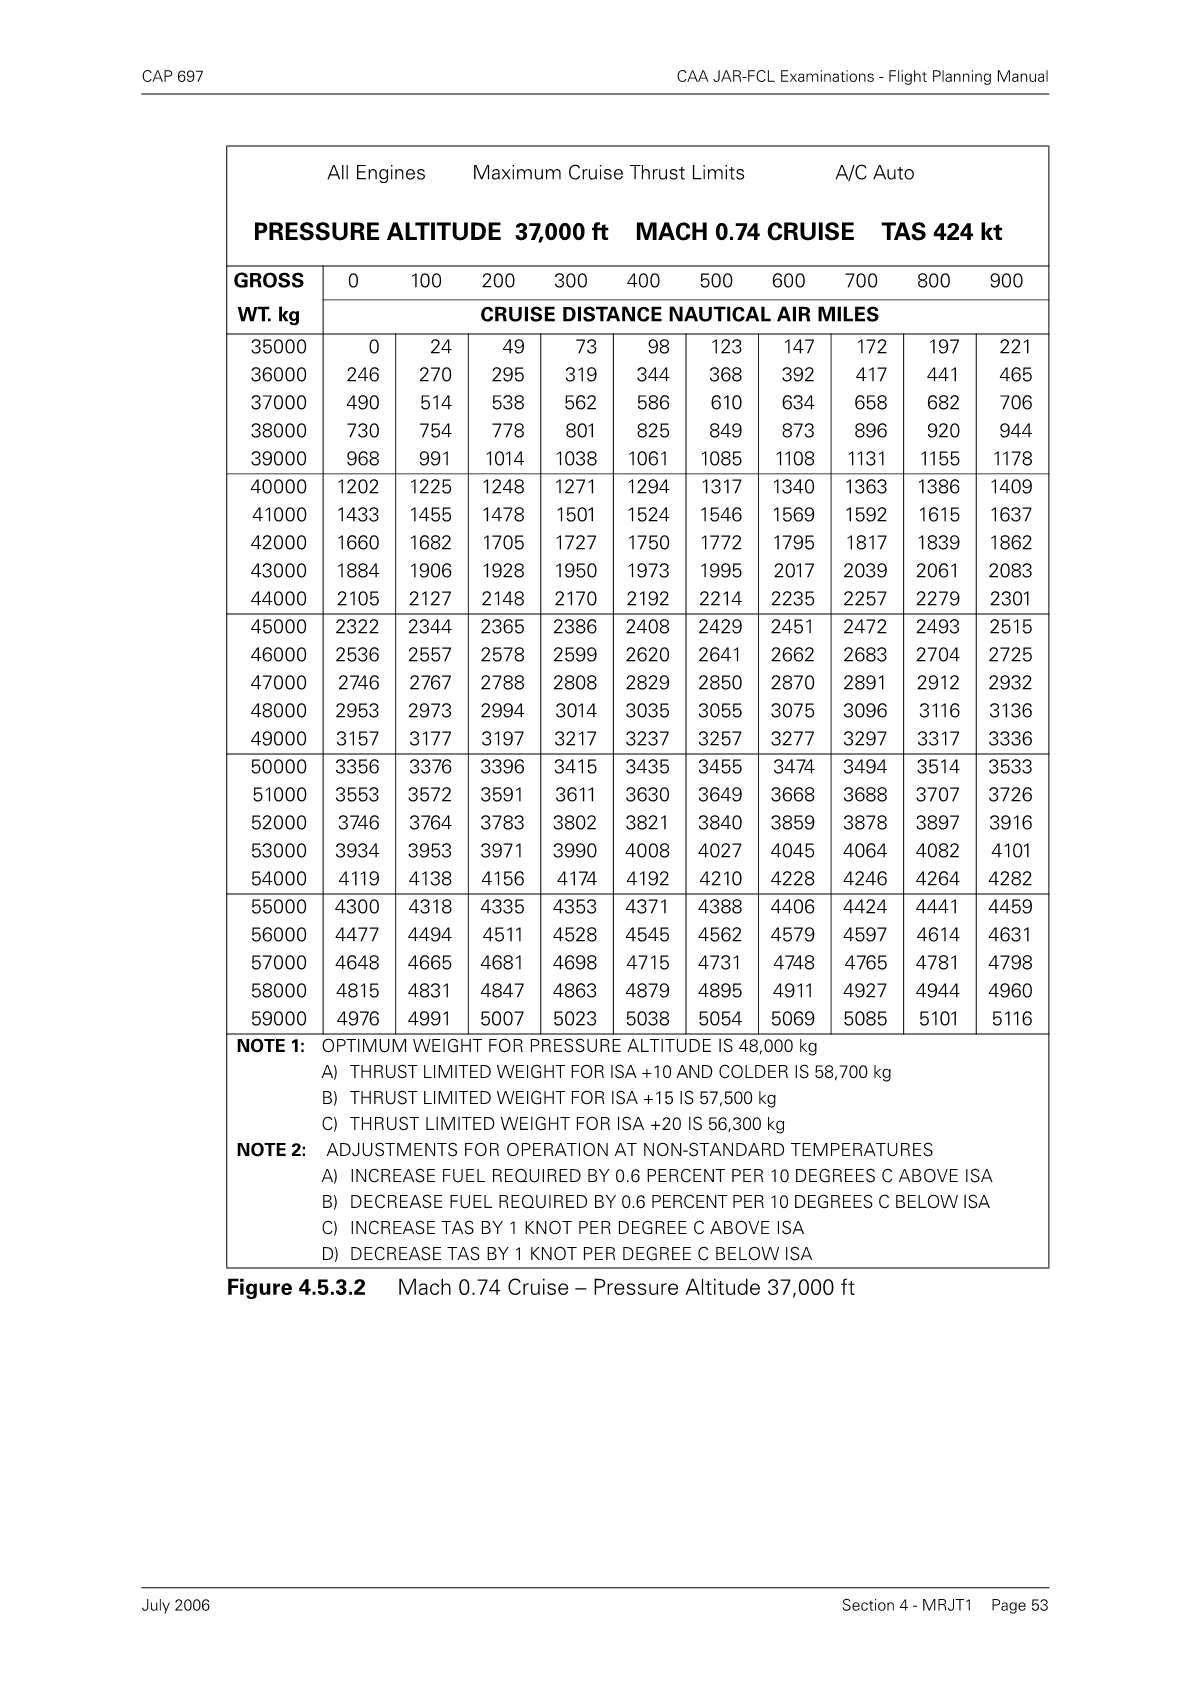 CAP 697 CAA JAR-FCL Examinations - Flight Planning Manual
All Engines Maximum Cruise Thrust Limits A/C Auto
PRESSURE ALTITUDE 37,000 ft MACH 0.74 CRUISE TAS 424 kt
GROSS 0 100 200 300 400 500 600 700 800 900
WT. kg CRUISE DISTANCE NAUTICAL AIR MILES
35000 0 24 49 73 98 123 147 172 197 221
36000 246 270 295 319 344 368 392 417 441 465
37000 490 514 538 562 586 610 634 658 682 706
38000 730 754 778 801 825 849 873 896 920 944
39000 968 991 1014 1038 1061 1085 1108 1131 1155 1178
40000 1202 1225 1248 1271 1294 1317 1340 1363 1386 1409
41000 1433 1455 1478 1501 1524 1546 1569 1592 1615 1637
42000 1660 1682 1705 1727 1750 1772 1795 1817 1839 1862
43000 1884 1906 1928 1950 1973 1995 2017 2039 2061 2083
44000 2105 2127 2148 2170 2192 2214 2235 2257 2279 2301
45000 2322 2344 2365 2386 2408 2429 2451 2472 2493 2515
46000 2536 2557 2578 2599 2620 2641 2662 2683 2704 2725
47000 2746 2767 2788 2808 2829 2850 2870 2891 2912 2932
48000 2953 2973 2994 3014 3035 3055 3075 3096 3116 3136
49000 3157 3177 3197 3217 3237 3257 3277 3297 3317 3336
50000 3356 3376 3396 3415 3435 3455 3474 3494 3514 3533
51000 3553 3572 3591 3611 3630 3649 3668 3688 3707 3726
52000 3746 3764 3783 3802 3821 3840 3859 3878 3897 3916
53000 3934 3953 3971 3990 4008 4027 4045 4064 4082 4101
54000 4119 4138 4156 4174 4192 4210 4228 4246 4264 4282
55000 4300 4318 4335 4353 4371 4388 4406 4424 4441 4459
56000 4477 4494 4511 4528 4545 4562 4579 4597 4614 4631
57000 4648 4665 4681 4698 4715 4731 4748 4765 4781 4798
58000 4815 4831 4847 4863 4879 4895 4911 4927 4944 4960
59000 4976 4991 5007 5023 5038 5054 5069 5085 5101 5116
NOTE 1: OPTIMUM WEIGHT FOR PRESSURE ALTITUDE IS 48,000 kg
A) THRUST LIMITED WEIGHT FOR ISA +10 AND COLDER IS 58,700 kg
B) THRUST LIMITED WEIGHT FOR ISA +15 IS 57,500 kg
C) THRUST LIMITED WEIGHT FOR ISA +20 IS 56,300 kg
NOTE 2: ADJUSTMENTS FOR OPERATION AT NON-STANDARD TEMPERATURES
A) INCREASE FUEL REQUIRED BY 0.6 PERCENT PER 10 DEGREES C ABOVE ISA
B) DECREASE FUEL REQUIRED BY 0.6 PERCENT PER 10 DEGREES C BELOW ISA
C) INCREASE TAS BY 1 KNOT PER DEGREE C ABOVE ISA
D) DECREASE TAS BY 1 KNOT PER DEGREE C BELOW ISA
Figure 4.5.3.2 Mach 0.74 Cruise – Pressure Altitude 37,000 ft
July 2006 Section 4 - MRJT1 Page 53